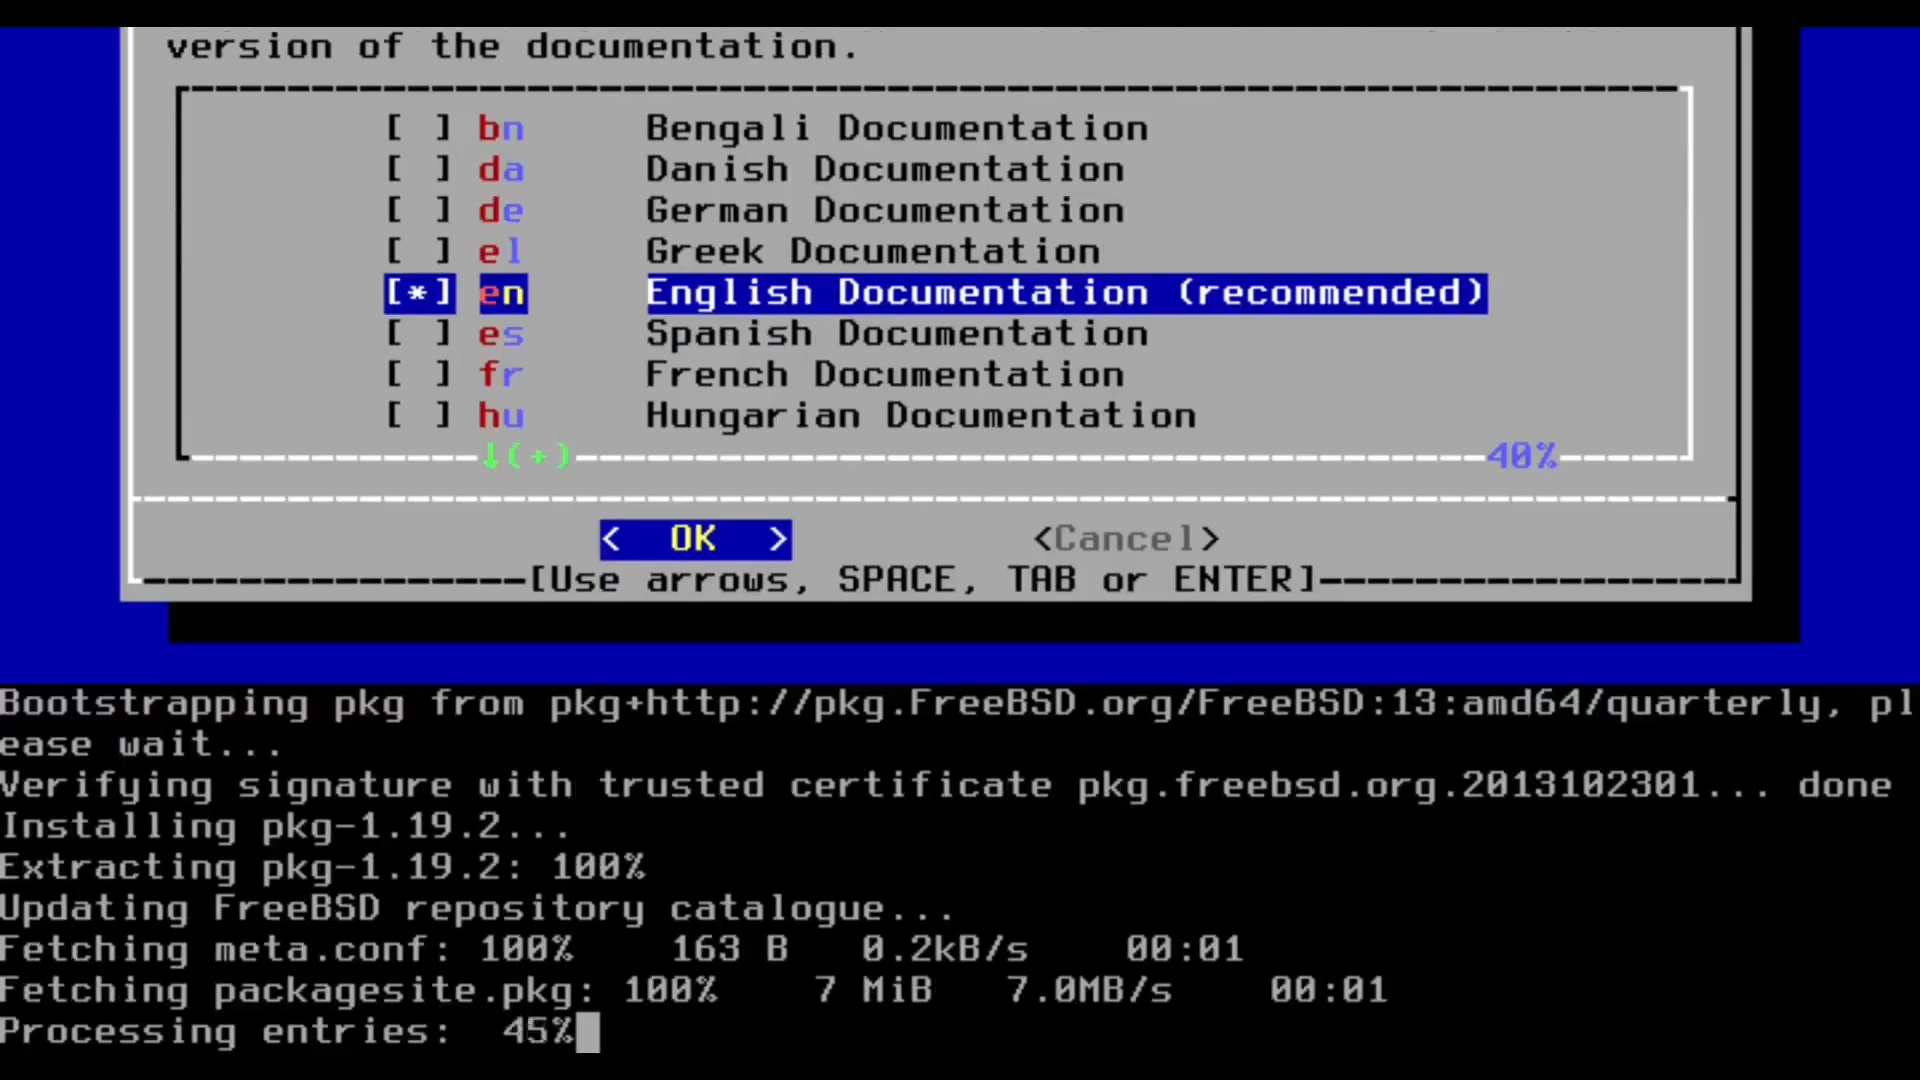 version of the documentation.
[ ] bn Bengali Documentation
[ ] da Danish Documentation
[ ] de German Documentation
[ ] el Greek Documentation
[*] en English Documentation (recommended)
[ ] es Spanish Documentation
[ ] fr French Documentation
[ ] hu Hungarian Documentation
↓(+) 40%
< OK > <Cancel>
[Use arrows, SPACE, TAB or ENTER]
Bootstrapping pkg from pkg+http://pkg.FreeBSD.org/FreeBSD:13:amd64/quarterly, pl
ease wait...
Verifying signature with trusted certificate pkg.freebsd.org.2013102301... done
Installing pkg-1.19.2...
Extracting pkg-1.19.2: 100%
Updating FreeBSD repository catalogue...
Fetching meta.conf: 100% 163 B 0.2kB/s 00:01
Fetching packagesite.pkg: 100% 7 MiB 7.0MB/s 00:01
Processing entries: 45%